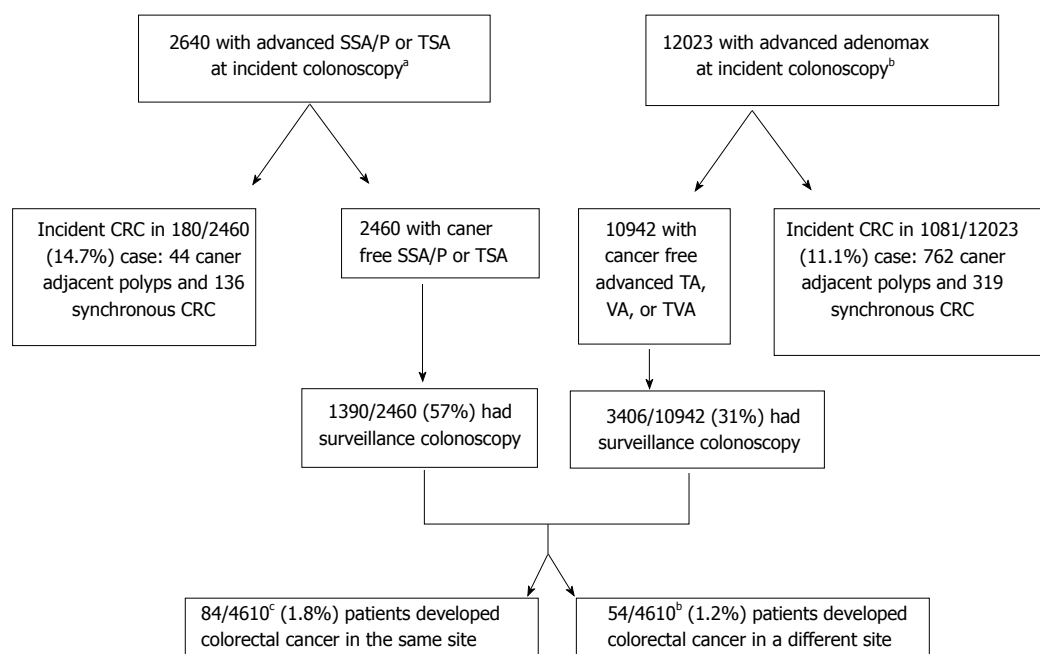 2640 with advanced SSA/P or TSA
at incident colonoscopyª
12023 with advanced adenomax
at incident colonoscopyᵇ
Incident CRC in 180/2460
(14.7%) case: 44 caner
adjacent polyps and 136
synchronous CRC
2460 with caner
free SSA/P or TSA
10942 with
cancer free
advanced TA,
VA, or TVA
Incident CRC in 1081/12023
(11.1%) case: 762 caner
adjacent polyps and 319
synchronous CRC
1390/2460 (57%) had
surveillance colonoscopy
3406/10942 (31%) had
surveillance colonoscopy
84/4610ᶜ (1.8%) patients developed
colorectal cancer in the same site
54/4610ᵇ (1.2%) patients developed
colorectal cancer in a different site